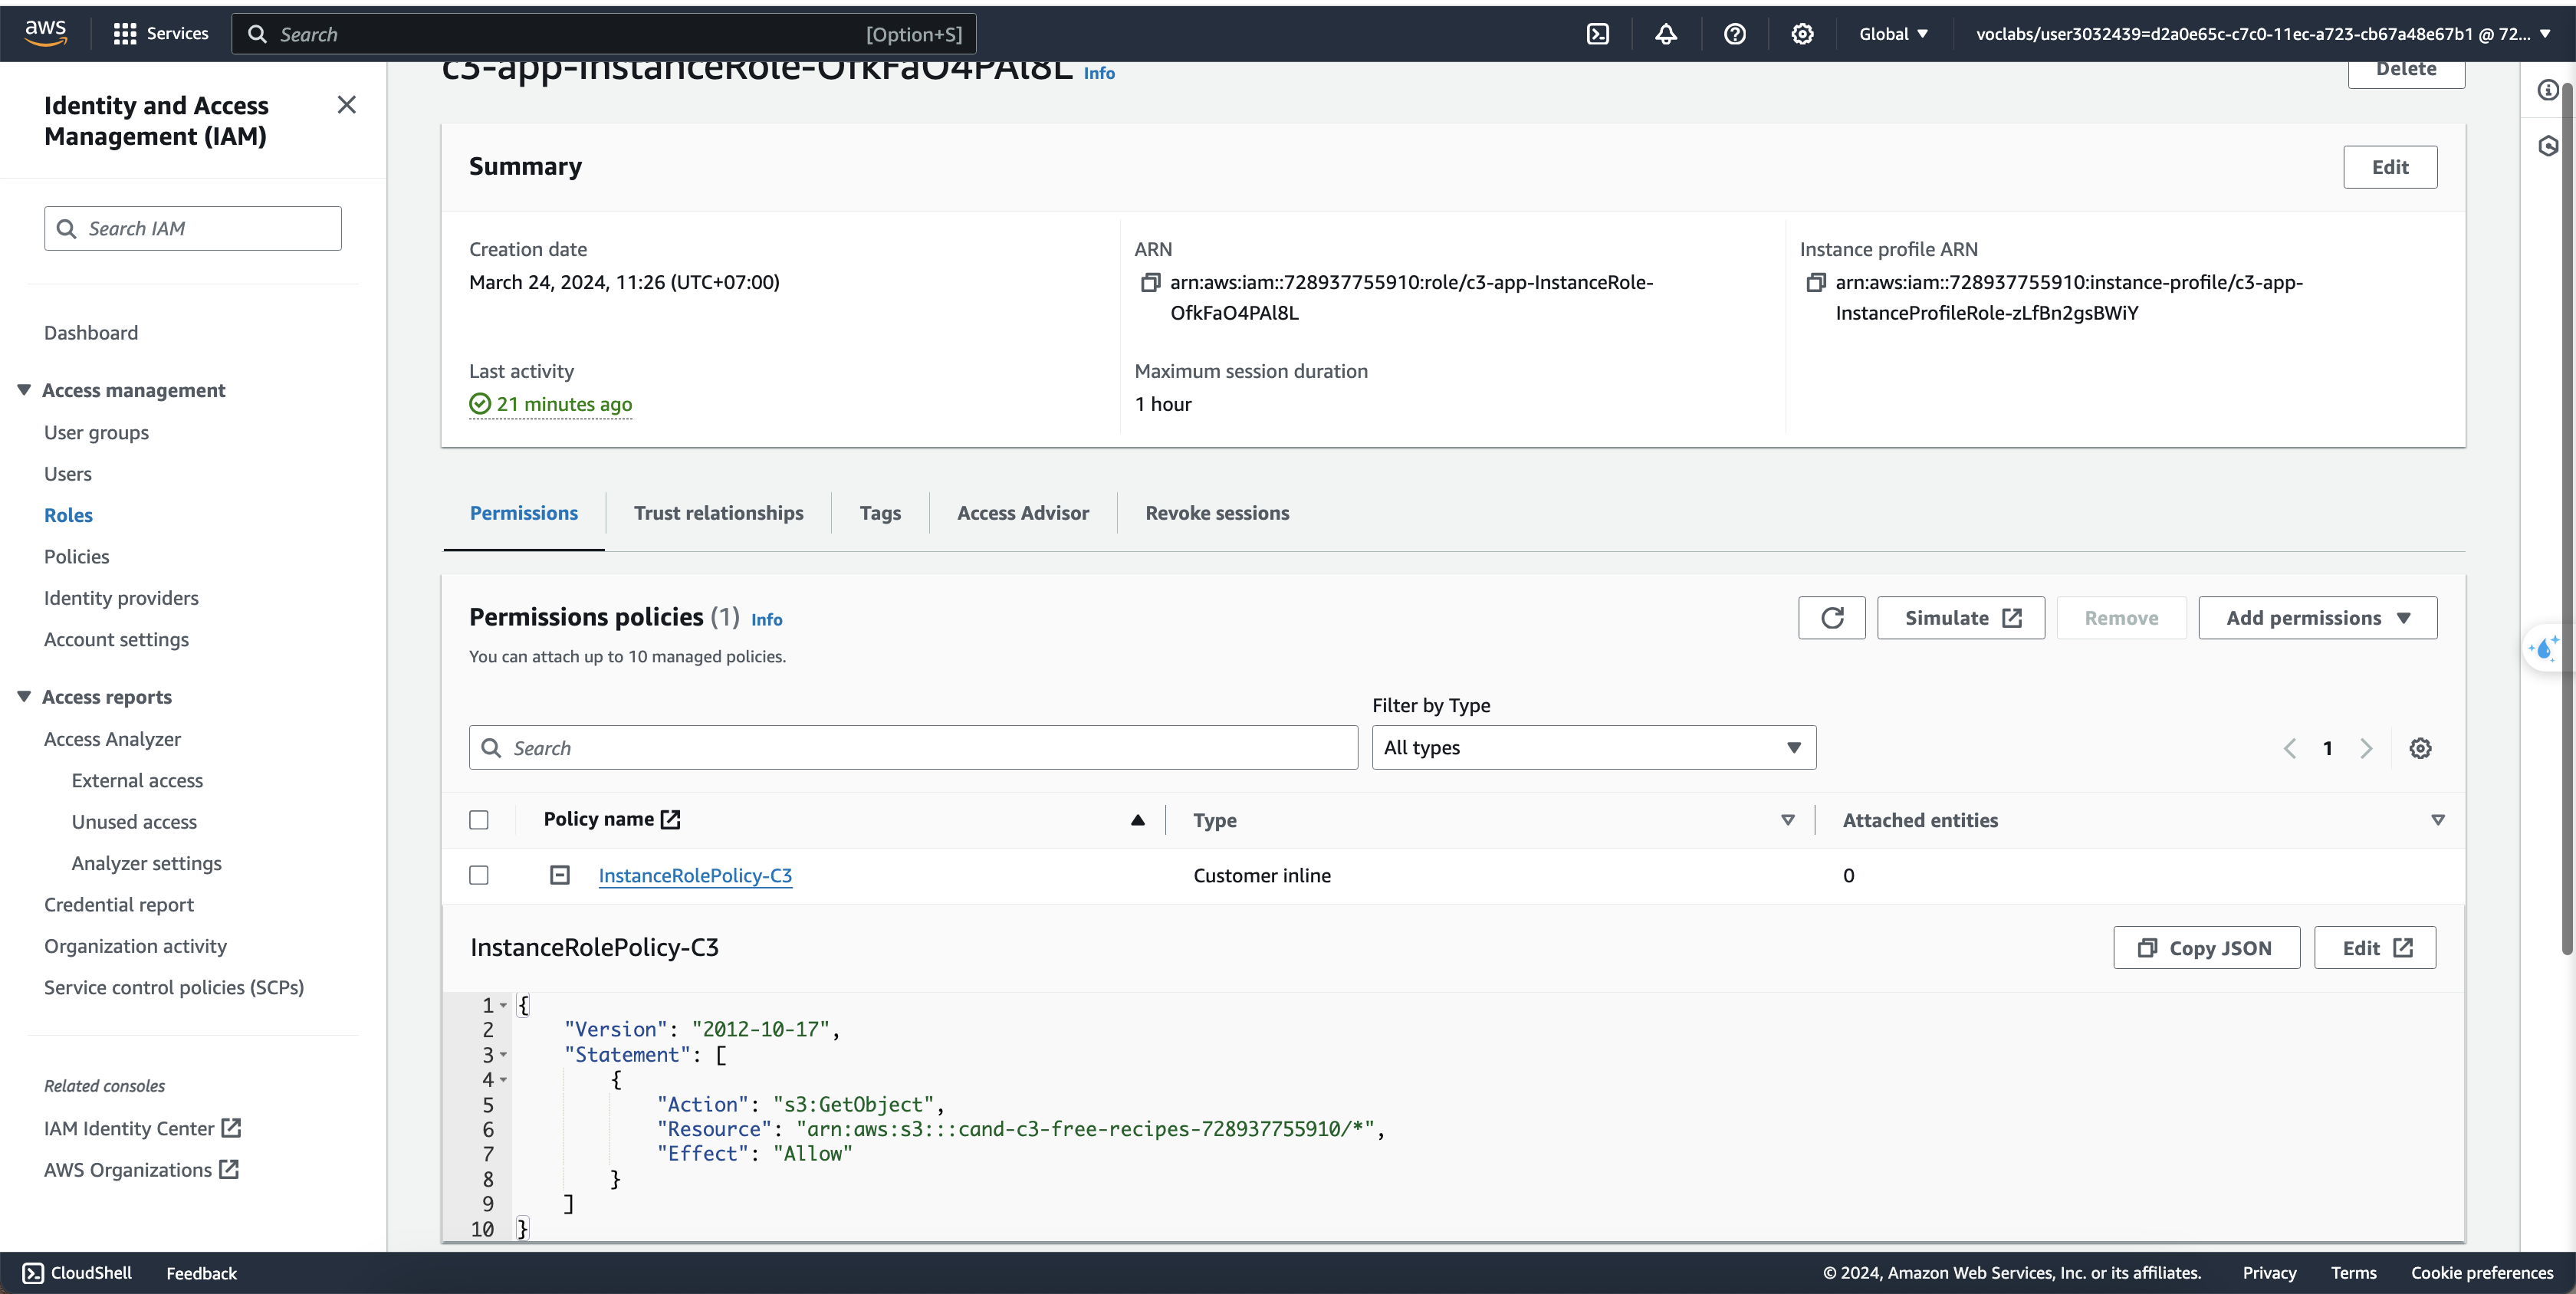 aws
Services
Search
[Option+S]
Global
voclabs/user3032439=d2a0e65c-c7c0-11ec-a723-cb67a48e67b1 @ 72...
Identity and Access
Management (IAM)
Search IAM
Dashboard
Access management
User groups
Users
Roles
Policies
Identity providers
Account settings
Access reports
Access Analyzer
External access
Unused access
Analyzer settings
Credential report
Organization activity
Service control policies (SCPs)
Related consoles
IAM Identity Center
AWS Organizations
c3-app-InstanceRole-OfkFaO4PAl8L Info
Delete
Summary
Edit
Creation date
March 24, 2024, 11:26 (UTC+07:00)
ARN
arn:aws:iam::728937755910:role/c3-app-InstanceRole-
OfkFaO4PAl8L
Instance profile ARN
arn:aws:iam::728937755910:instance-profile/c3-app-
InstanceProfileRole-zLfBn2gsBWiY
Last activity
21 minutes ago
Maximum session duration
1 hour
Permissions
Trust relationships
Tags
Access Advisor
Revoke sessions
Permissions policies (1) Info
You can attach up to 10 managed policies.
Simulate
Remove
Add permissions
Filter by Type
Search
All types
1
Policy name
Type
Attached entities
InstanceRolePolicy-C3
Customer inline
0
InstanceRolePolicy-C3
Copy JSON
Edit
1 {
2 "Version": "2012-10-17",
3 "Statement": [
4 {
5 "Action": "s3:GetObject",
6 "Resource": "arn:aws:s3:::cand-c3-free-recipes-728937755910/*",
7 "Effect": "Allow"
8 }
9 ]
10 }
CloudShell
Feedback
© 2024, Amazon Web Services, Inc. or its affiliates.
Privacy
Terms
Cookie preferences